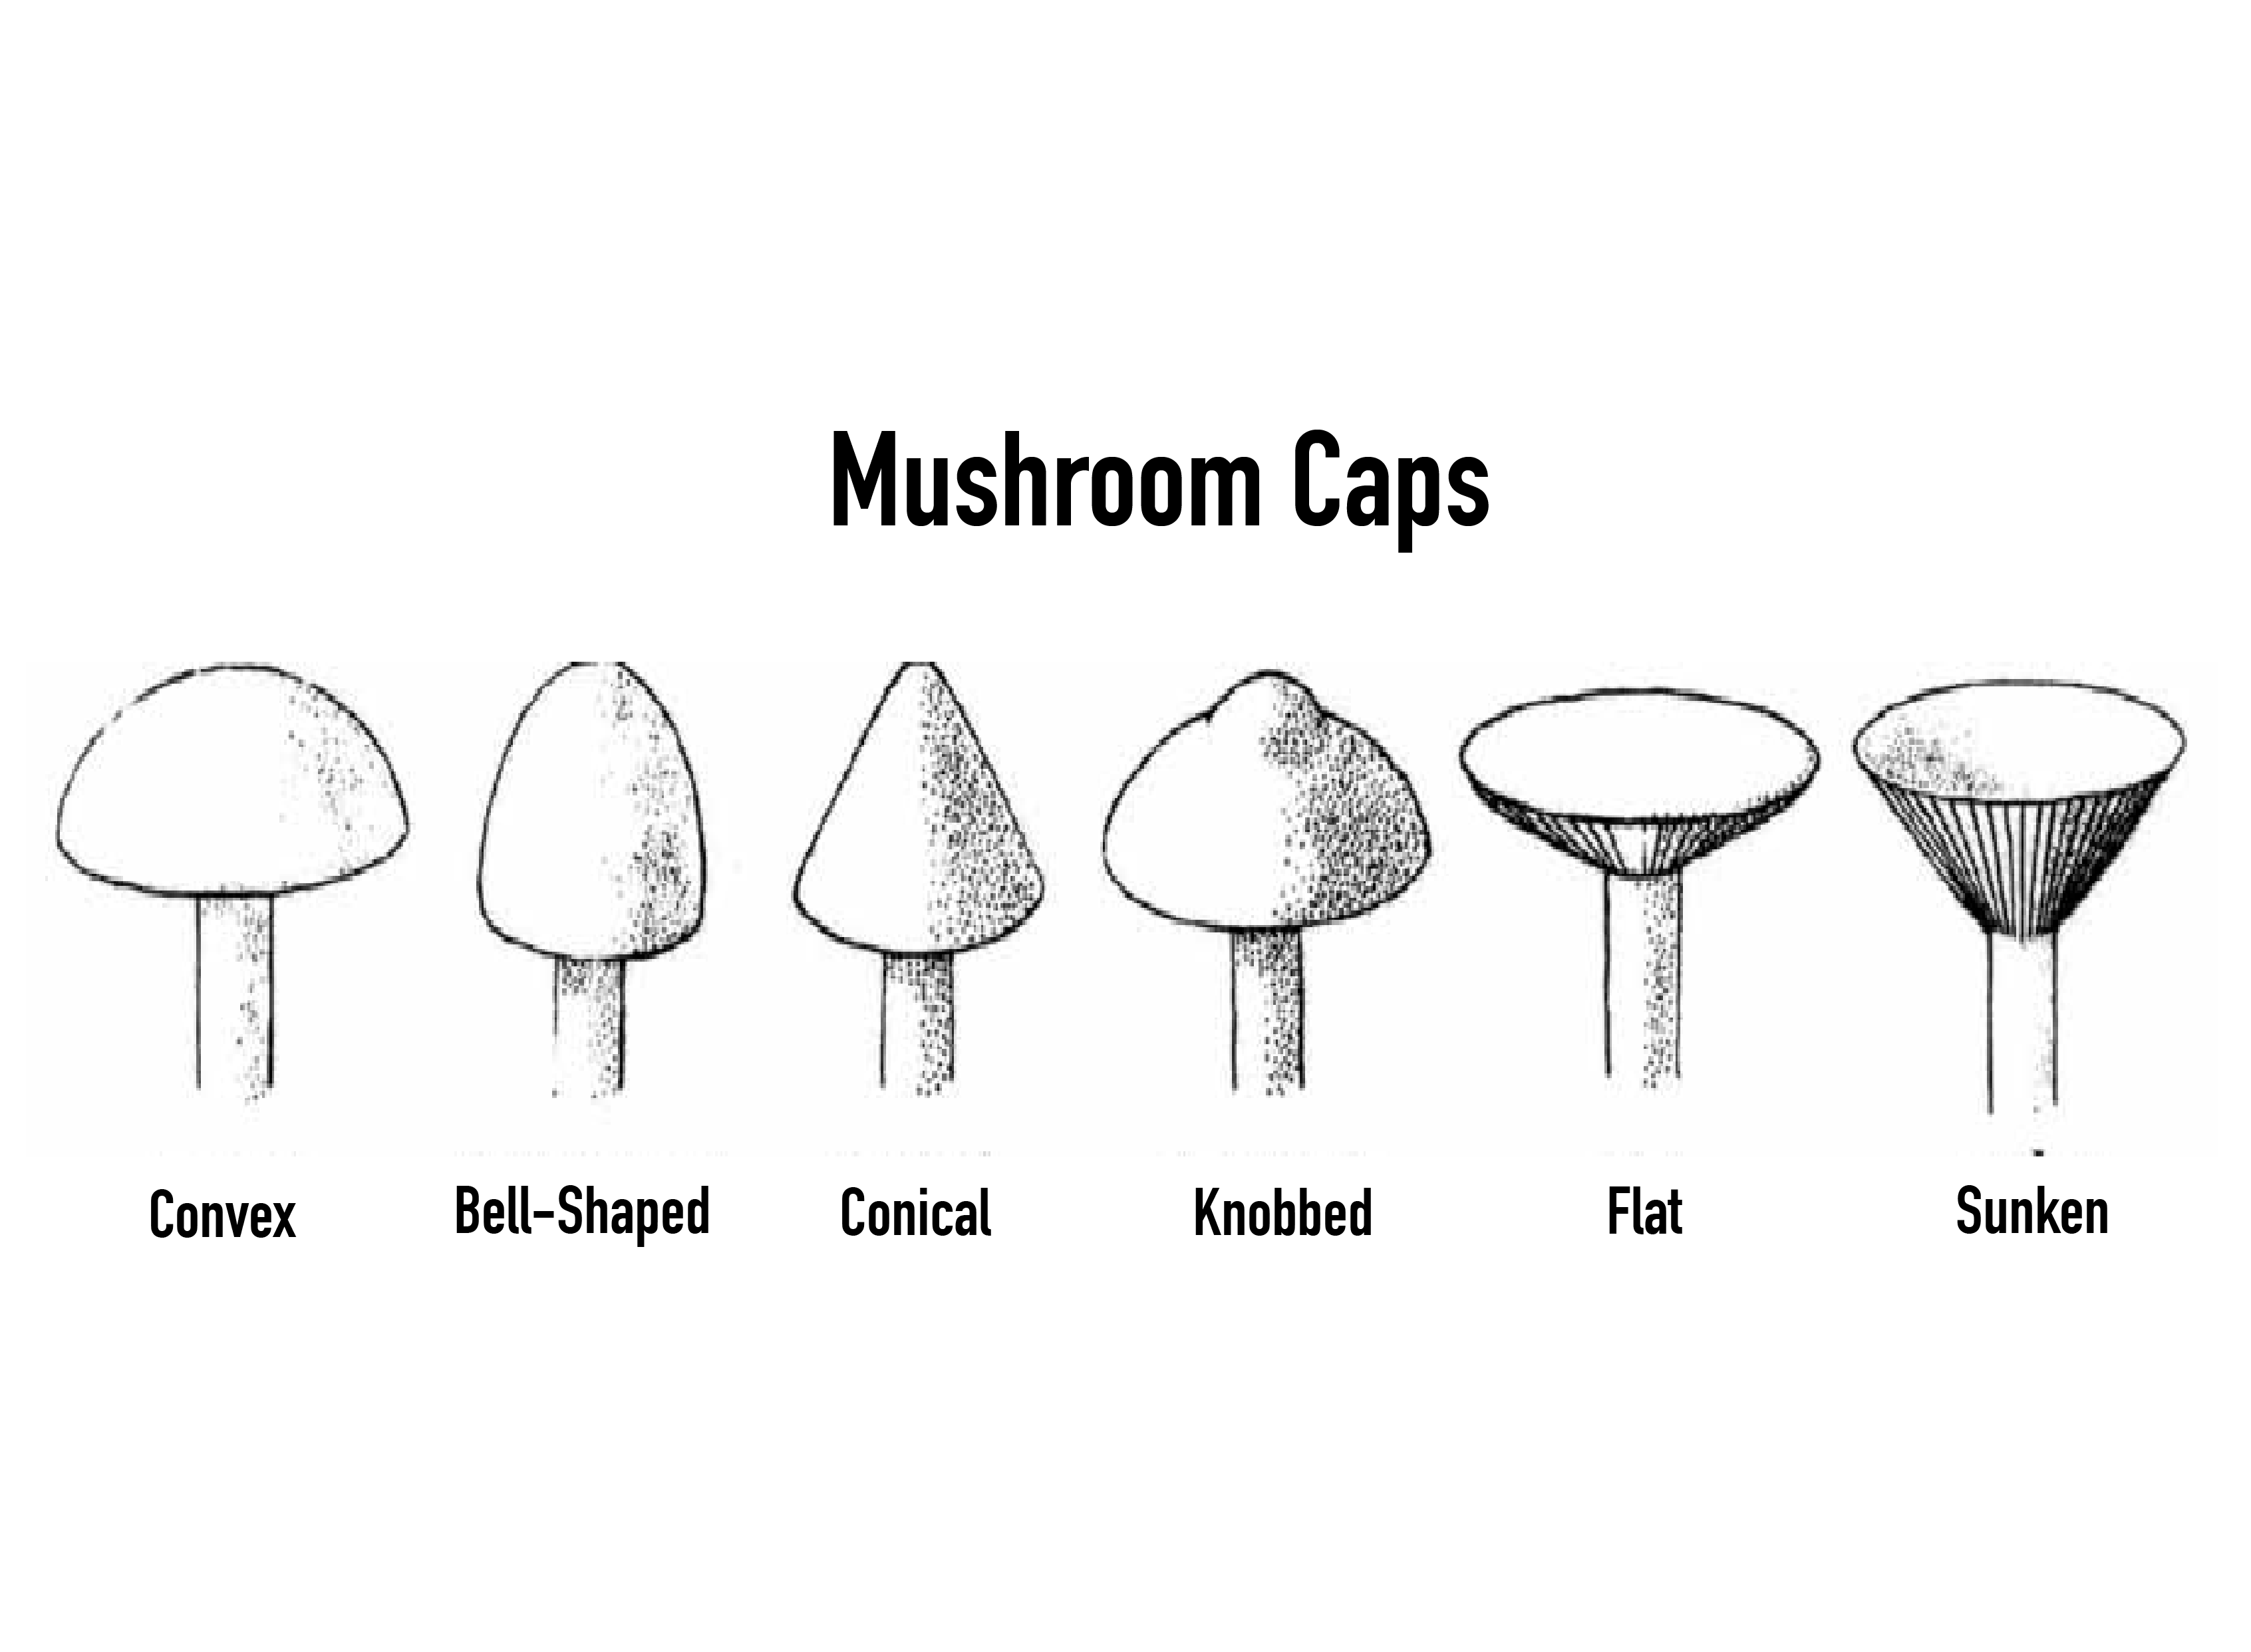 Mushroom Caps
Convex
Bell-Shaped
Conical
Knobbed
Flat
Sunken